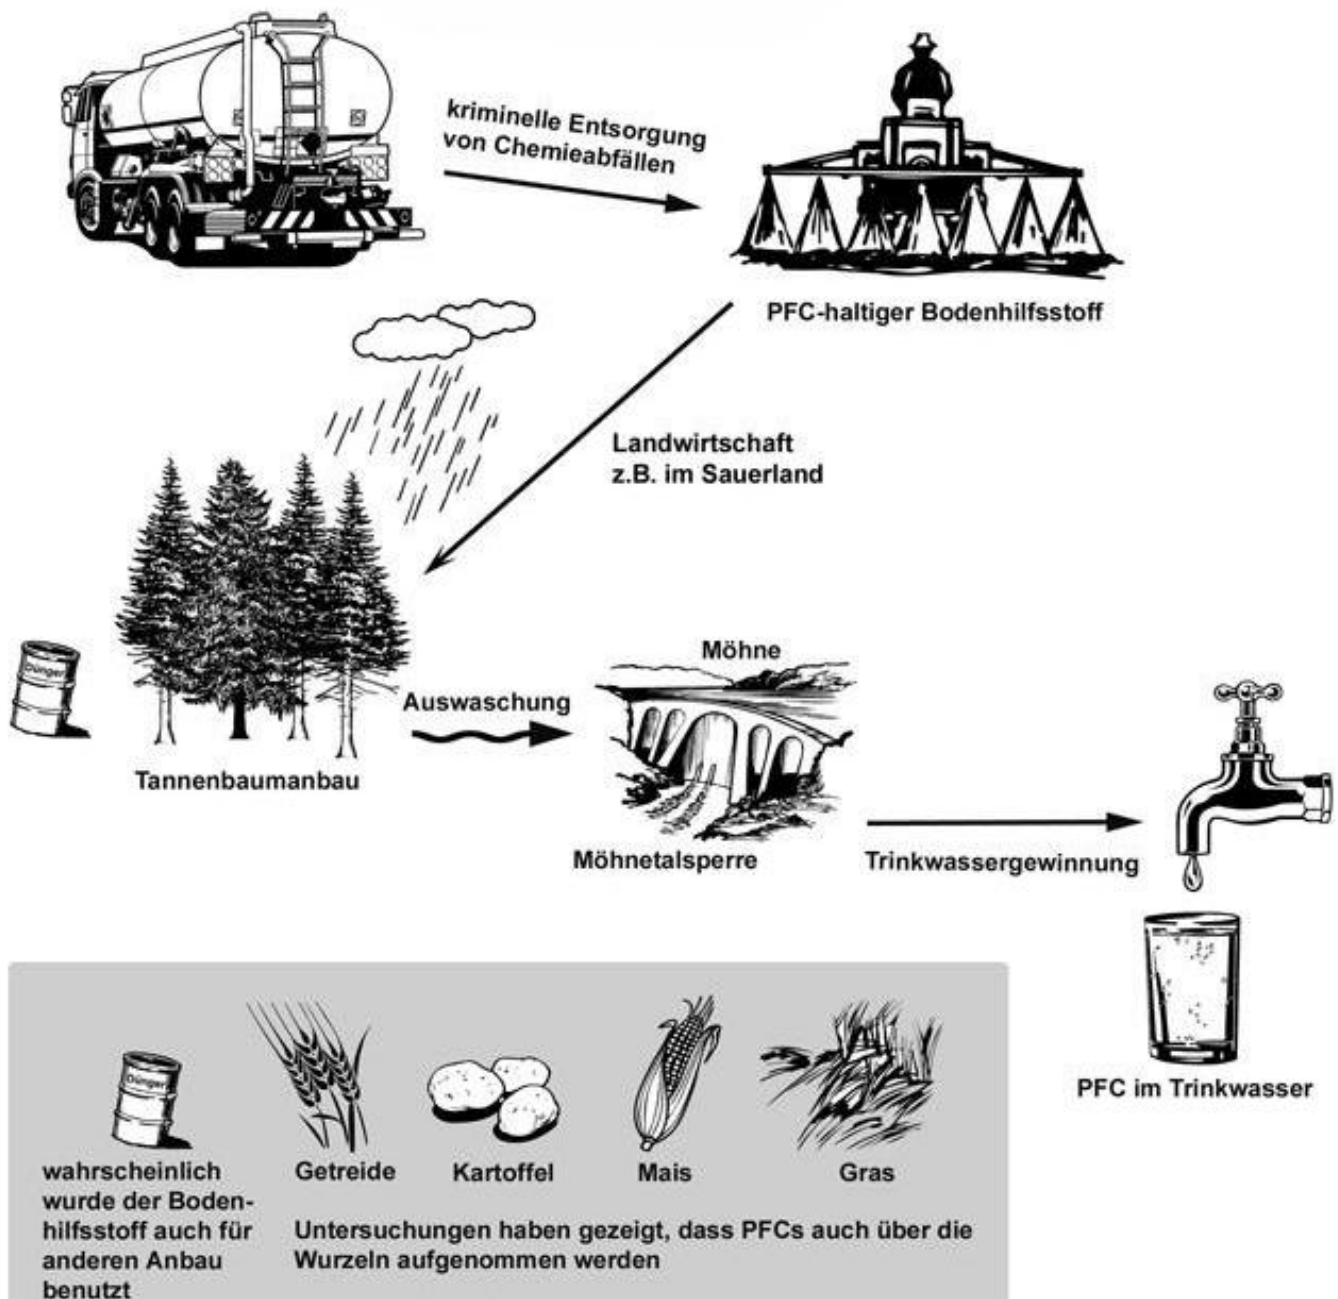 kriminelle Entsorgung
von Chemieabfällen
PFC-haltiger Bodenhilfsstoff
Landwirtschaft
z.B. im Sauerland
Dünger
Tannenbaumanbau
Auswaschung
Möhne
Möhnetalsperre
Trinkwassergewinnung
PFC im Trinkwasser
Dünger
wahrscheinlich
wurde der Boden-
hilfsstoff auch für
anderen Anbau
benutzt
Getreide
Kartoffel
Mais
Gras
Untersuchungen haben gezeigt, dass PFCs auch über die
Wurzeln aufgenommen werden